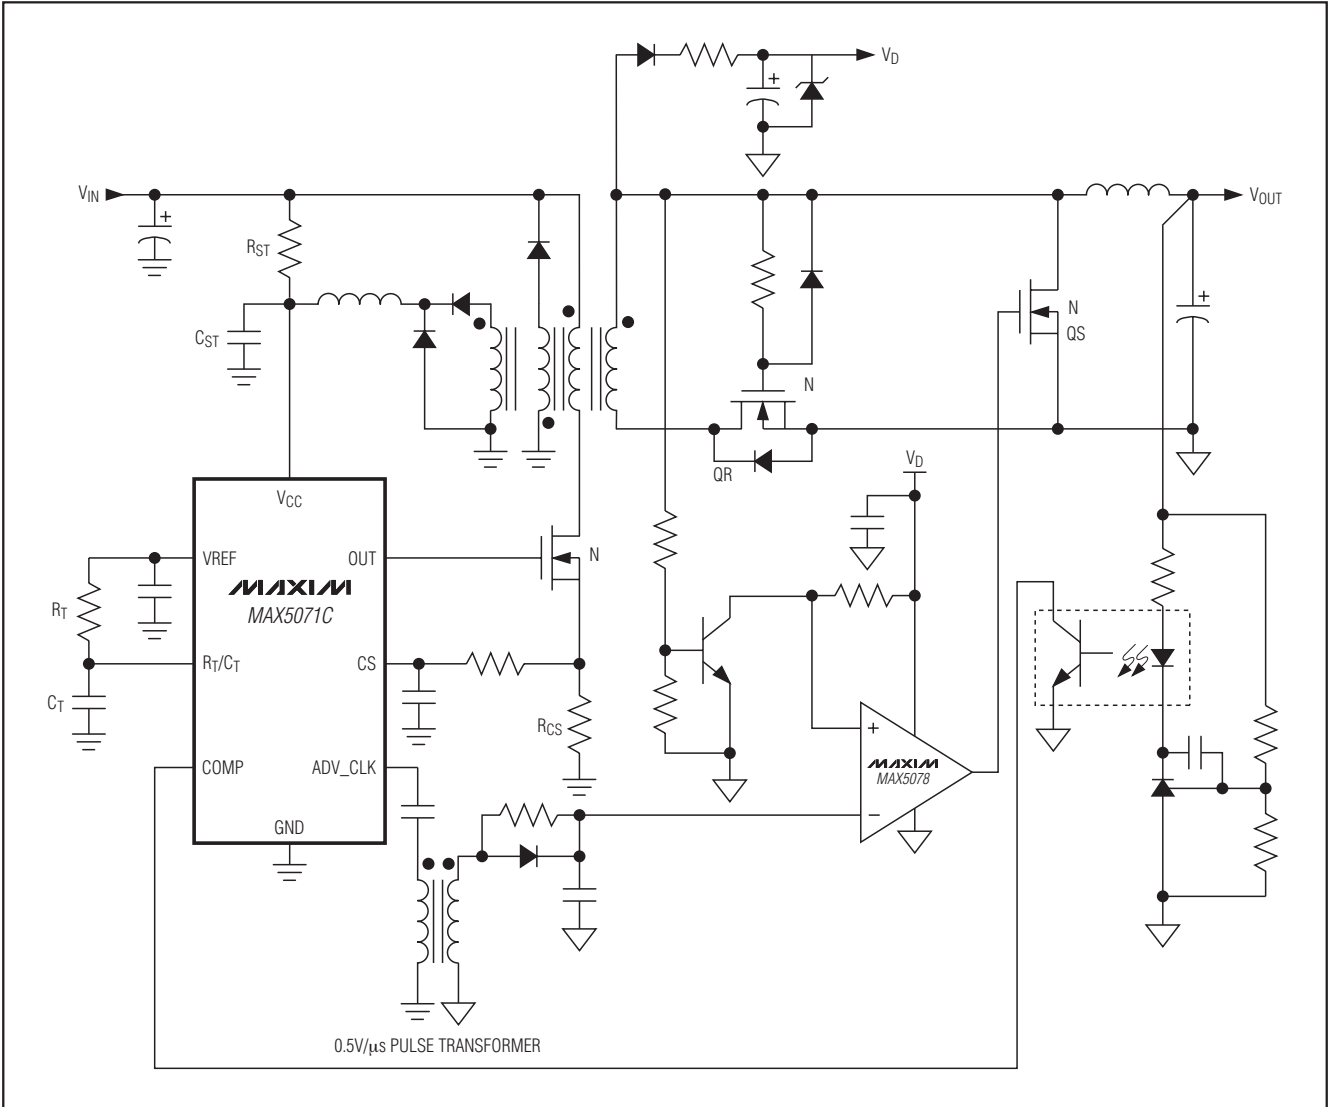 V_D
+
V_IN
+
R_ST
V_OUT
+
N
QS
C_ST
N
QR
V_D
V_CC
VREF
OUT
N
MAXIM
MAX5071C
R_T
R_T/C_T
CS
C_T
R_CS
+
MAXIM
MAX5078
COMP
ADV_CLK
−
GND
0.5V/μs PULSE TRANSFORMER